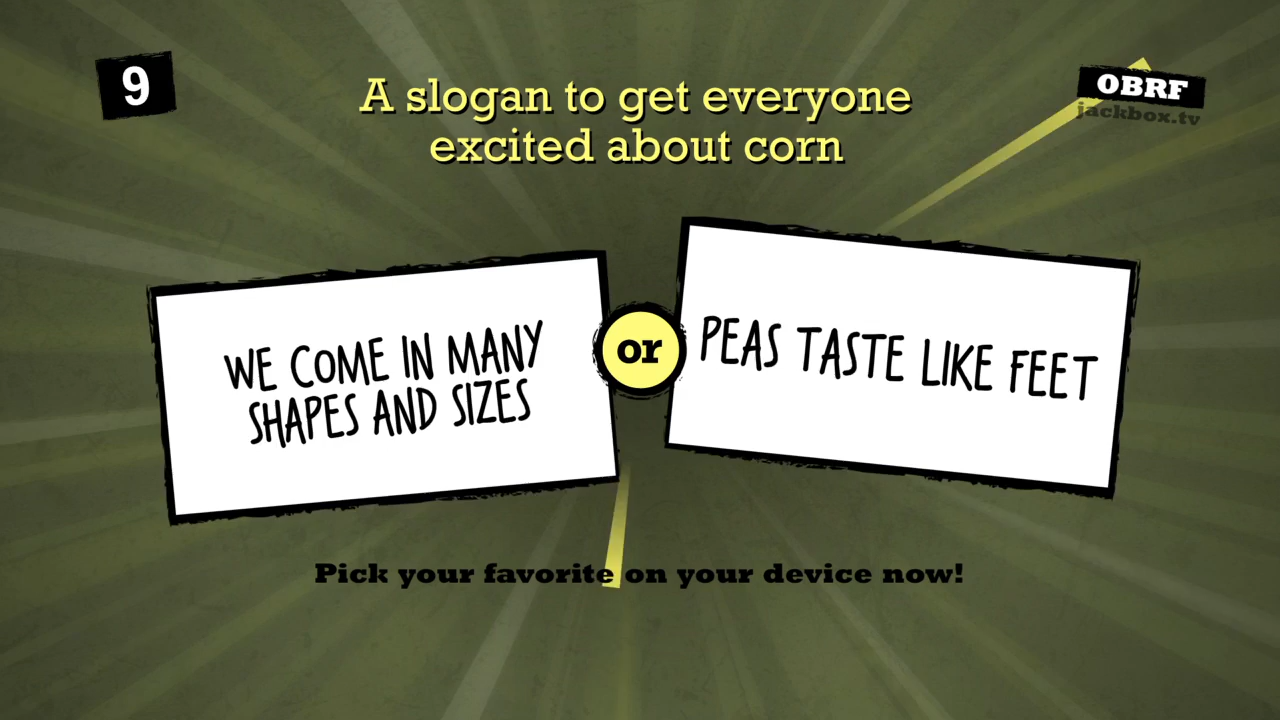 9
A slogan to get everyone
excited about corn
OBRF
jackbox.tv
WE COME IN MANY
SHAPES AND SIZES
or
PEAS TASTE LIKE FEET
Pick your favorite on your device now!